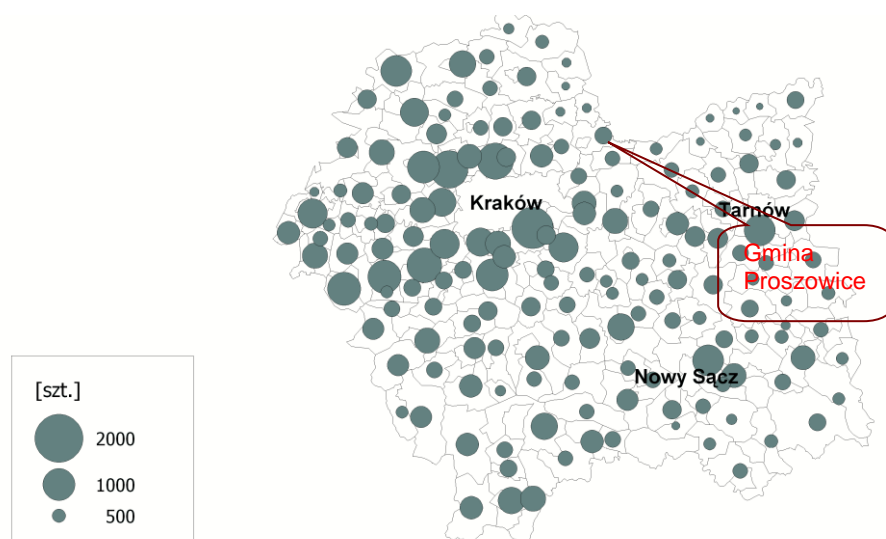 Kraków
Tarnów
Gmina
Proszowice
Nowy Sącz
[szt.]
2000
1000
500